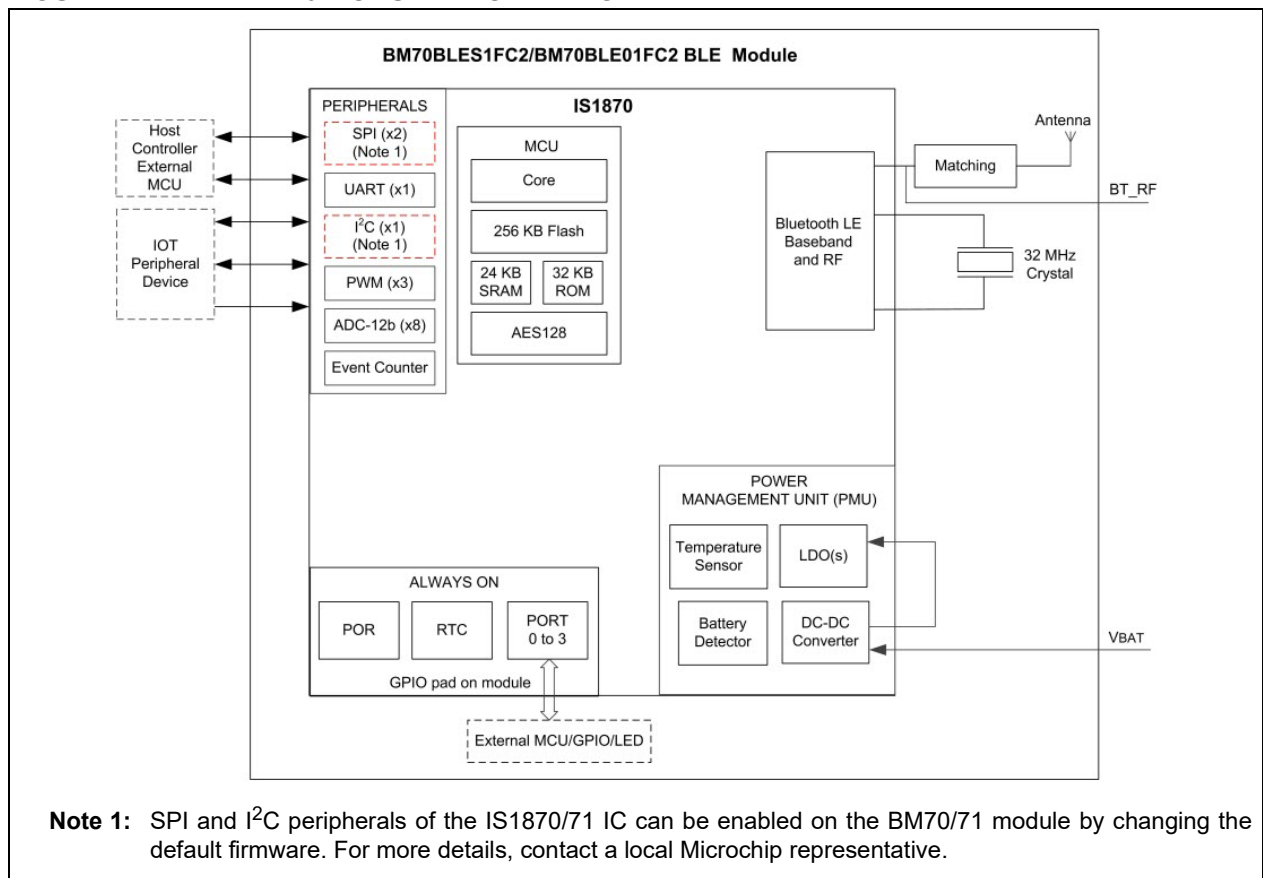 BM70BLES1FC2/BM70BLE01FC2 BLE Module
IS1870
PERIPHERALS
SPI (x2)
(Note 1)
UART (x1)
I²C (x1)
(Note 1)
PWM (x3)
ADC-12b (x8)
Event Counter
Host
Controller
External
MCU
IOT
Peripheral
Device
MCU
Core
256 KB Flash
24 KB
SRAM
32 KB
ROM
AES128
Bluetooth LE
Baseband
and RF
Matching
Antenna
BT_RF
32 MHz
Crystal
POWER
MANAGEMENT UNIT (PMU)
Temperature
Sensor
LDO(s)
Battery
Detector
DC-DC
Converter
VBAT
ALWAYS ON
POR
RTC
PORT
0 to 3
GPIO pad on module
External MCU/GPIO/LED
Note 1: SPI and I²C peripherals of the IS1870/71 IC can be enabled on the BM70/71 module by changing the
default firmware. For more details, contact a local Microchip representative.